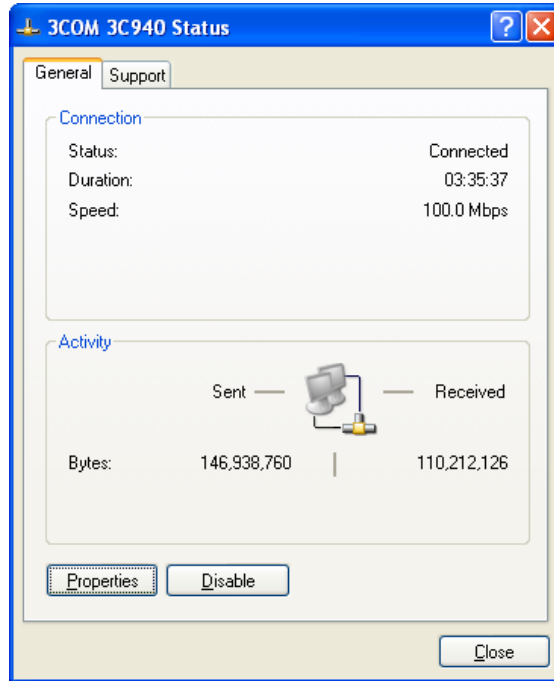 3COM 3C940 Status
General Support
Connection
Status: Connected
Duration: 03:35:37
Speed: 100.0 Mbps
Activity
Sent Received
Bytes: 146,938,760 110,212,126
Properties Disable
Close